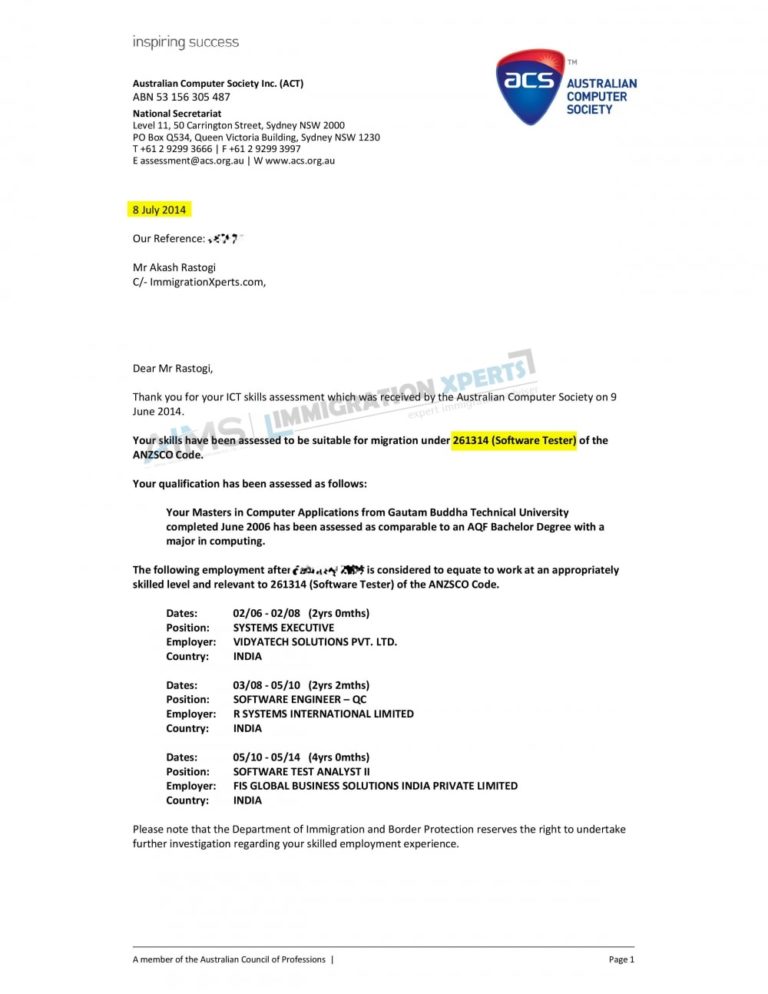 inspiring success
Australian Computer Society Inc. (ACT)
ABN 53 156 305 487
National Secretariat
Level 11, 50 Carrington Street, Sydney NSW 2000
PO Box Q534, Queen Victoria Building, Sydney NSW 1230
T +61 2 9299 3666 | F +61 2 9299 3997
E assessment@acs.org.au | W www.acs.org.au
acs TM
AUSTRALIAN
COMPUTER
SOCIETY
8 July 2014
Our Reference:
Mr Akash Rastogi
C/- ImmigrationXperts.com,
Dear Mr Rastogi,
Thank you for your ICT skills assessment which was received by the Australian Computer Society on 9
June 2014.
AIMS IMMIGRATION XPERTS
Your skills have been assessed to be suitable for migration under 261314 (Software Tester) of the
ANZSCO Code.
Your qualification has been assessed as follows:
Your Masters in Computer Applications from Gautam Buddha Technical University
completed June 2006 has been assessed as comparable to an AQF Bachelor Degree with a
major in computing.
The following employment after is considered to equate to work at an appropriately
skilled level and relevant to 261314 (Software Tester) of the ANZSCO Code.
Dates: 02/06 - 02/08 (2yrs 0mths)
Position: SYSTEMS EXECUTIVE
Employer: VIDYATECH SOLUTIONS PVT. LTD.
Country: INDIA
Dates: 03/08 - 05/10 (2yrs 2mths)
Position: SOFTWARE ENGINEER – QC
Employer: R SYSTEMS INTERNATIONAL LIMITED
Country: INDIA
Dates: 05/10 - 05/14 (4yrs 0mths)
Position: SOFTWARE TEST ANALYST II
Employer: FIS GLOBAL BUSINESS SOLUTIONS INDIA PRIVATE LIMITED
Country: INDIA
Please note that the Department of Immigration and Border Protection reserves the right to undertake
further investigation regarding your skilled employment experience.
A member of the Australian Council of Professions |
Page 1